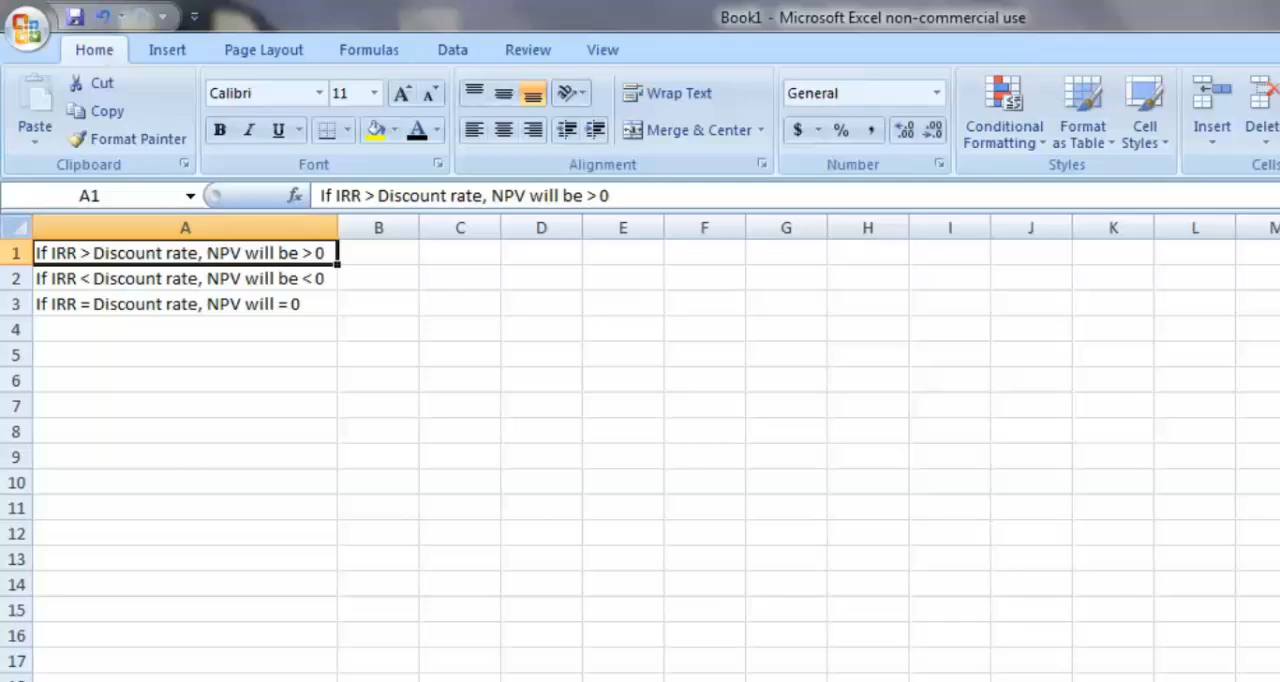 Book1 - Microsoft Excel non-commercial use
Home Insert Page Layout Formulas Data Review View
Paste
Cut
Copy
Format Painter
Clipboard
Calibri 11 A A
B I U A
Font
Wrap Text
Merge & Center
Alignment
General
$ % , .00
Number
Conditional Formatting
Format as Table
Cell Styles
Styles
Insert Delet
Cells
A1 fx If IRR > Discount rate, NPV will be > 0
A B C D E F G H I J K L M
1 If IRR > Discount rate, NPV will be > 0
2 If IRR < Discount rate, NPV will be < 0
3 If IRR = Discount rate, NPV will = 0
4
5
6
7
8
9
10
11
12
13
14
15
16
17